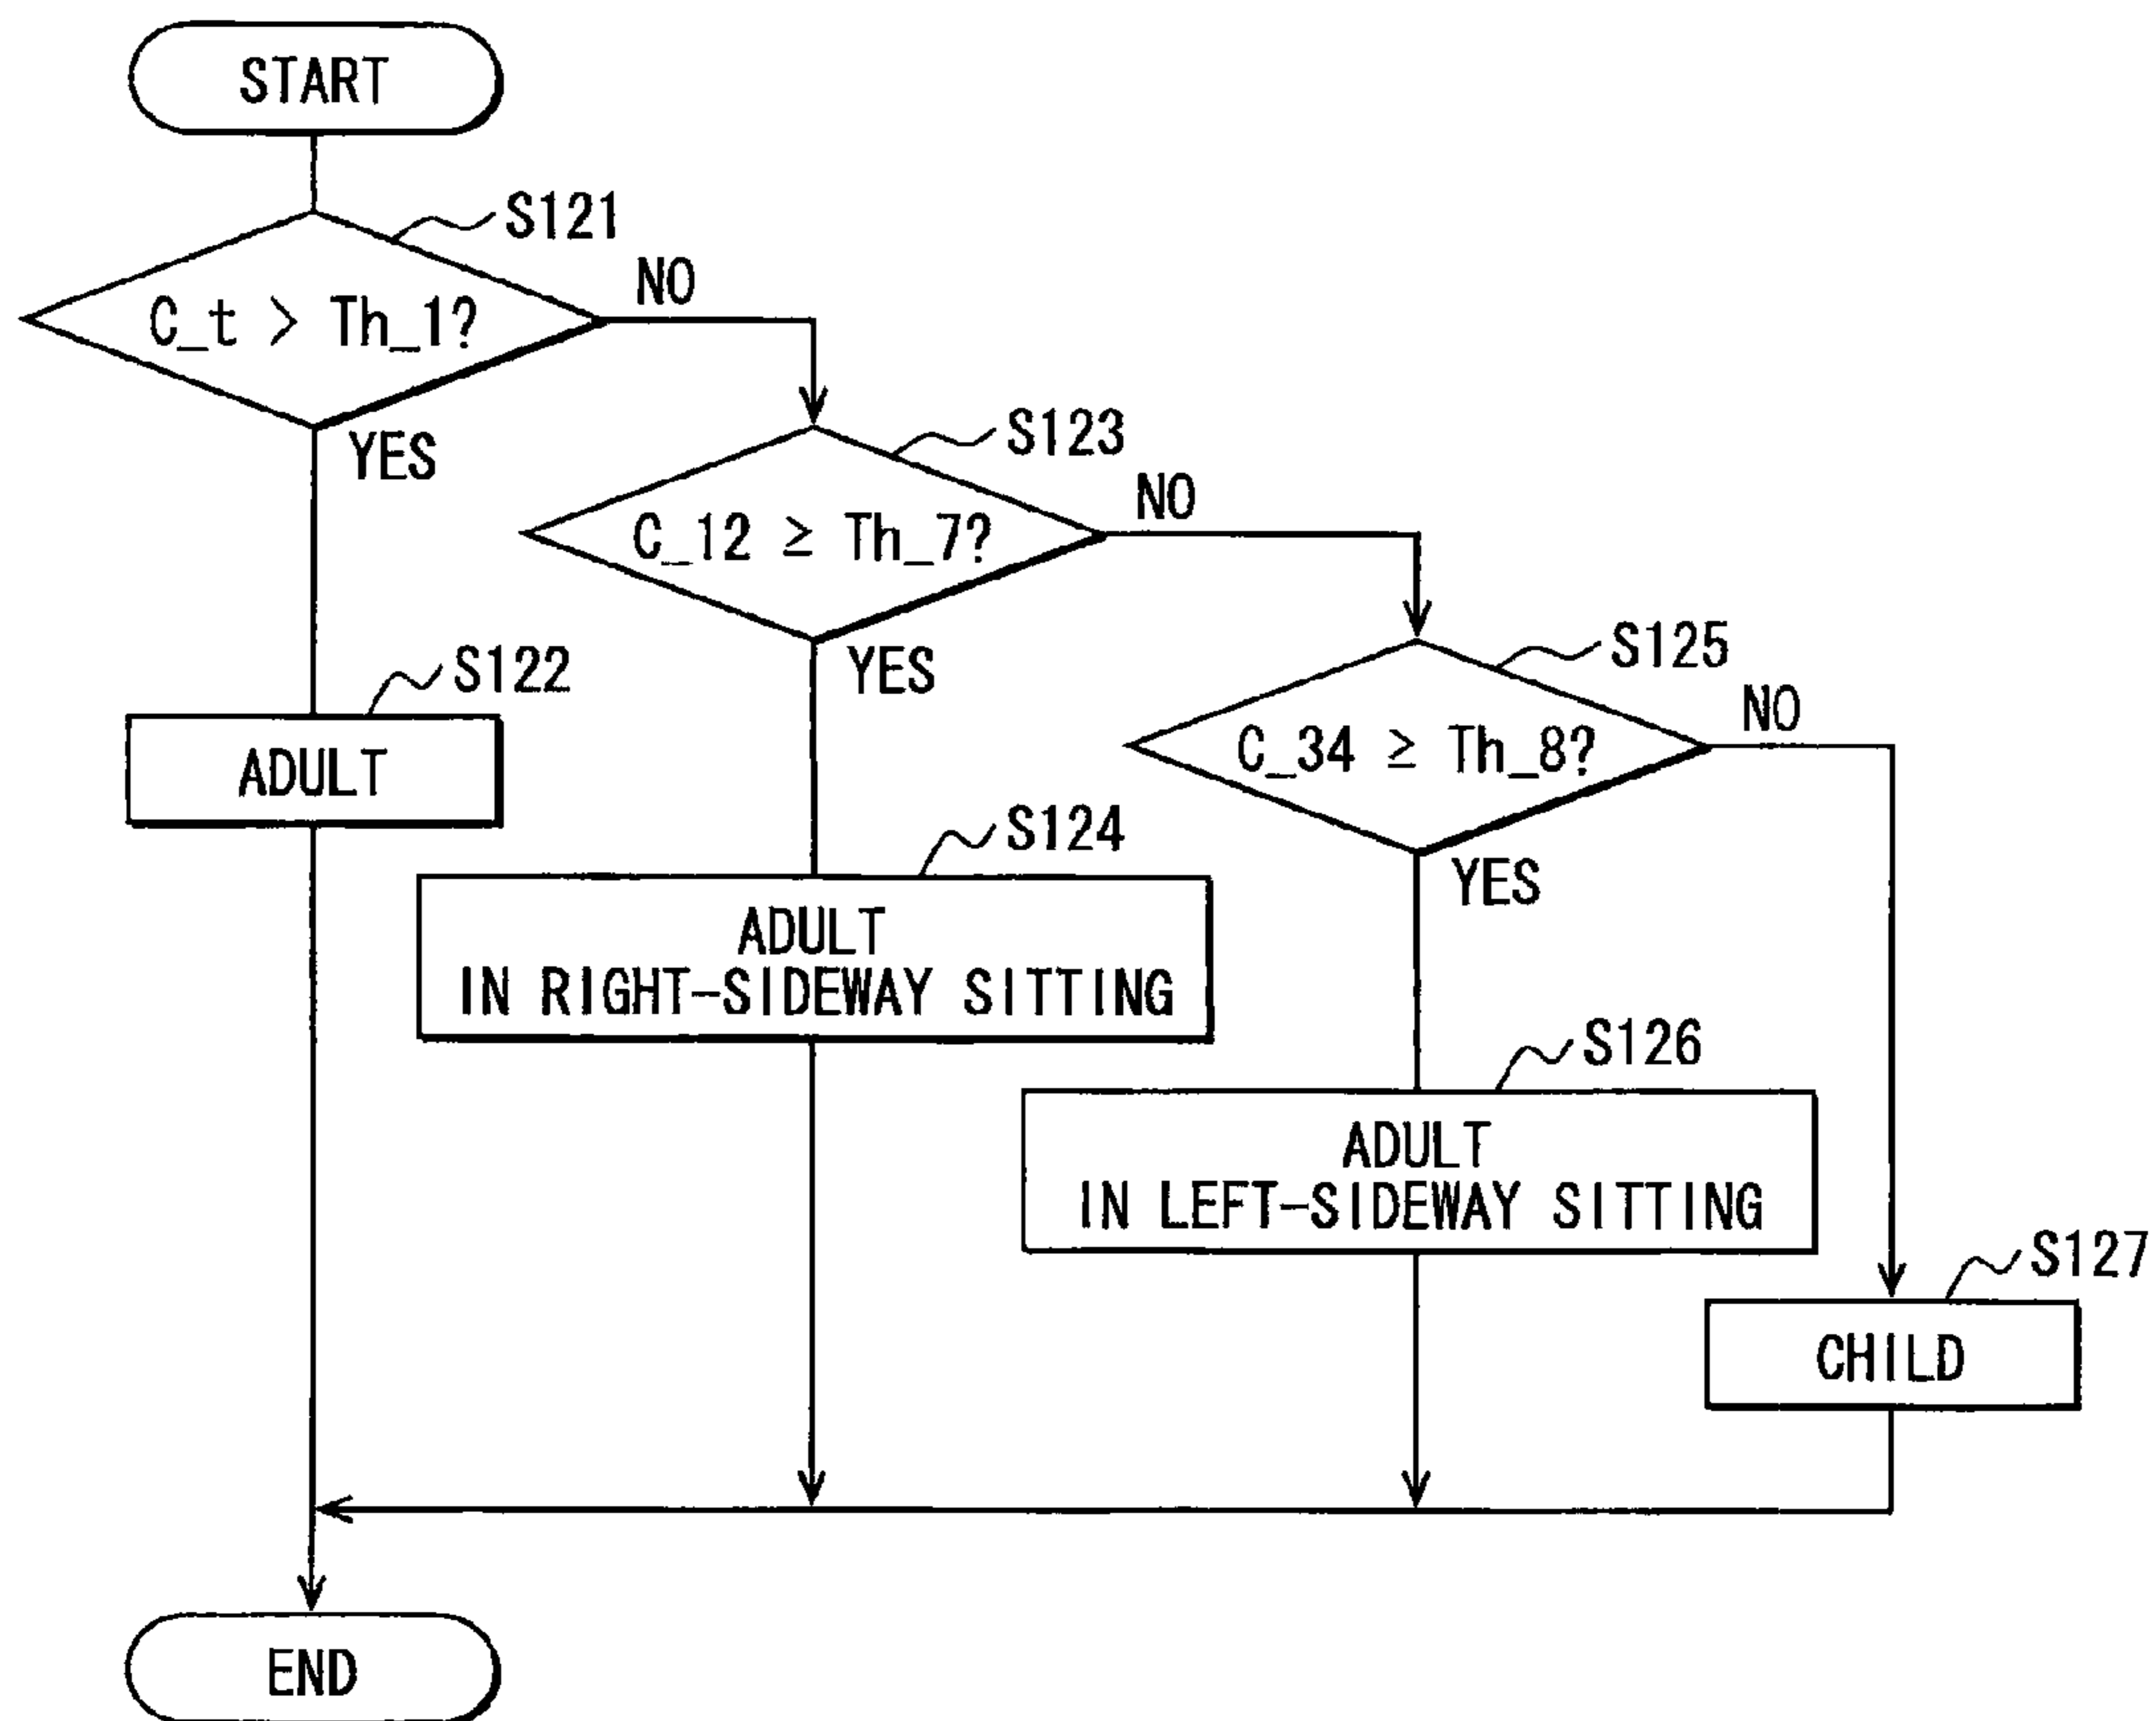 START
S121
C_t > Th_1?
NO
YES
S123
C_12 ≥ Th_7?
NO
YES
S125
C_34 ≥ Th_8?
NO
YES
S122
ADULT
S124
ADULT
IN RIGHT-SIDEWAY SITTING
S126
ADULT
IN LEFT-SIDEWAY SITTING
S127
CHILD
END